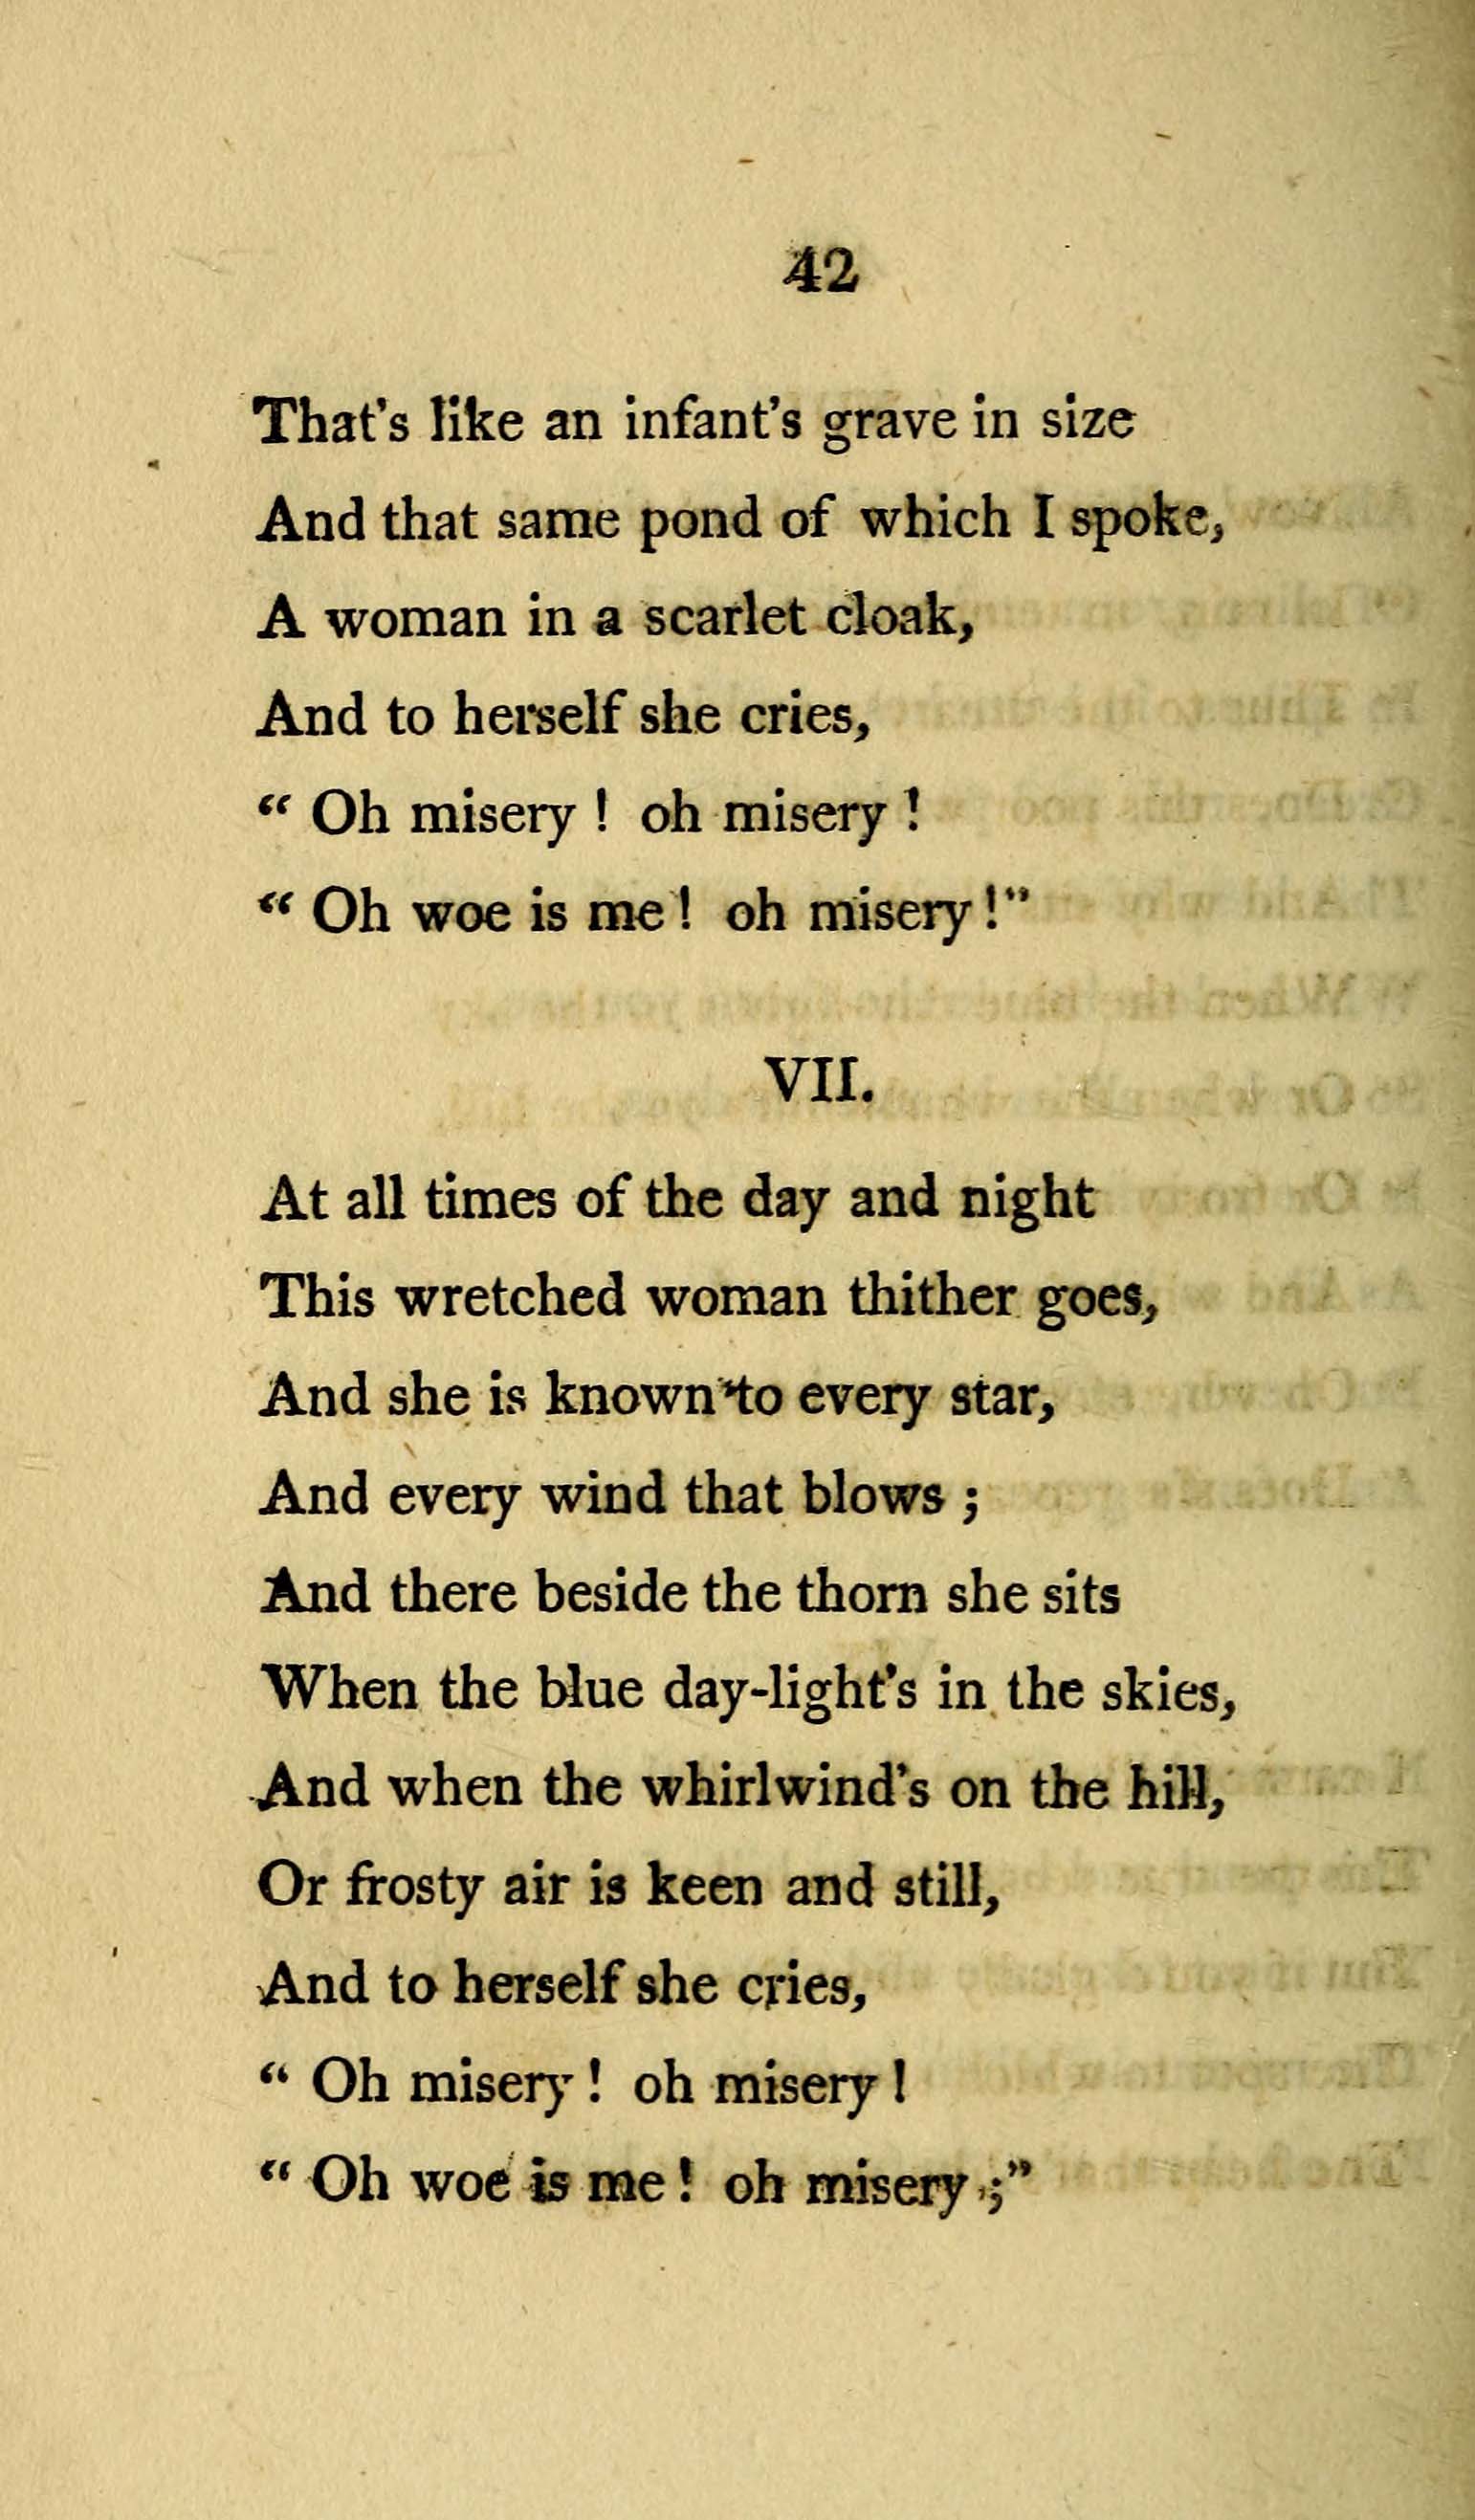 42
That's like an infant's grave in size
And that same pond of which I spoke,
A woman in a scarlet cloak,
And to herself she cries,
“ Oh misery ! oh misery !
“ Oh woe is me ! oh misery !”
VII.
At all times of the day and night
This wretched woman thither goes,
And she is known to every star,
And every wind that blows ;
And there beside the thorn she sits
When the blue day-light's in the skies,
And when the whirlwind's on the hill,
Or frosty air is keen and still,
And to herself she cries,
“ Oh misery ! oh misery !
“ Oh woe is me ! oh misery ;”